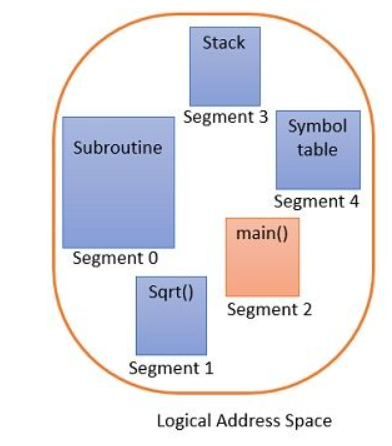 Stack
Segment 3
Symbol
table
Segment 4
Subroutine
Segment 0
main()
Segment 2
Sqrt()
Segment 1
Logical Address Space